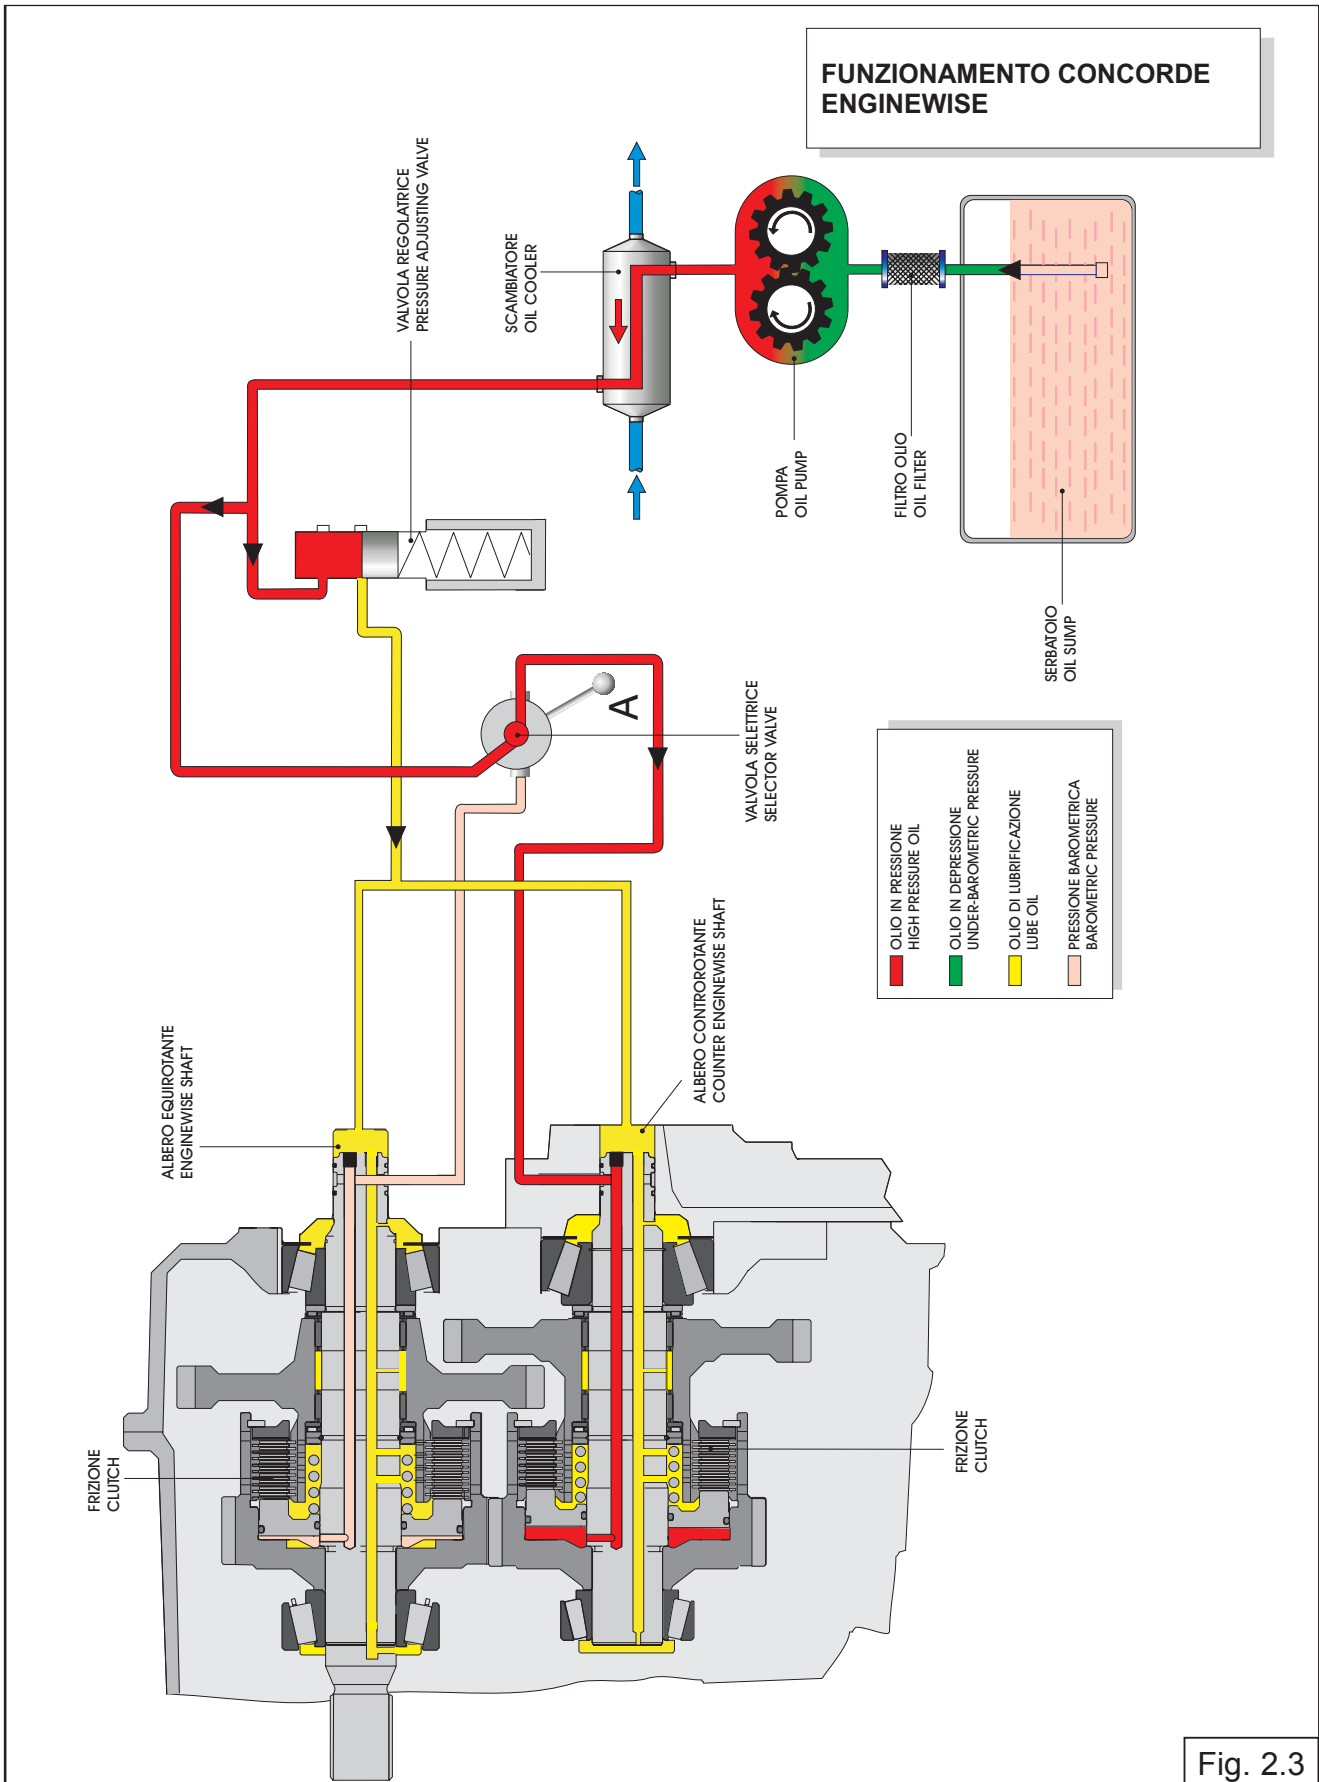 FUNZIONAMENTO CONCORDE
ENGINEWISE
VALVOLA REGOLATRICE
PRESSURE ADJUSTING VALVE
SCAMBIATORE
OIL COOLER
POMPA
OIL PUMP
FILTRO OLIO
OIL FILTER
SERBATOIO
OIL SUMP
A
VALVOLA SELETTRICE
SELECTOR VALVE
OLIO IN PRESSIONE
HIGH PRESSURE OIL
OLIO IN DEPRESSIONE
UNDER-BAROMETRIC PRESSURE
OLIO DI LUBRIFICAZIONE
LUBE OIL
PRESSIONE BAROMETRICA
BAROMETRIC PRESSURE
ALBERO EQUIROTANTE
ENGINEWISE SHAFT
ALBERO CONTROROTANTE
COUNTER ENGINEWISE SHAFT
FRIZIONE
CLUTCH
FRIZIONE
CLUTCH
Fig. 2.3